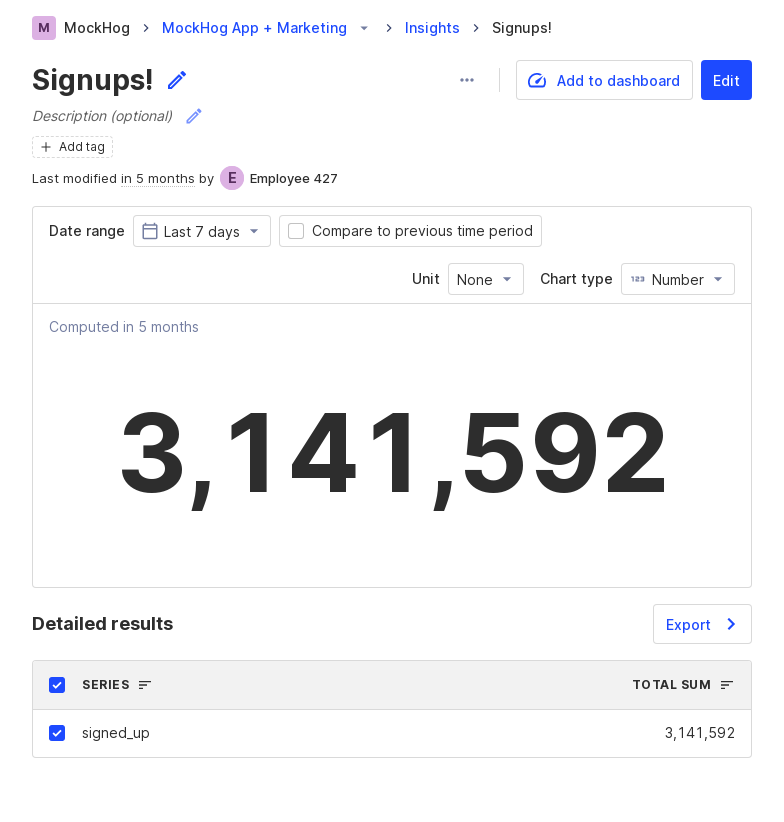 M MockHog MockHog App + Marketing Insights Signups!
Signups!
Add to dashboard Edit
Description (optional)
Add tag
Last modified in 5 months by E Employee 427
Date range Last 7 days Compare to previous time period
Unit None Chart type 123 Number
Computed in 5 months
3,141,592
Detailed results Export
SERIES TOTAL SUM
signed_up 3,141,592